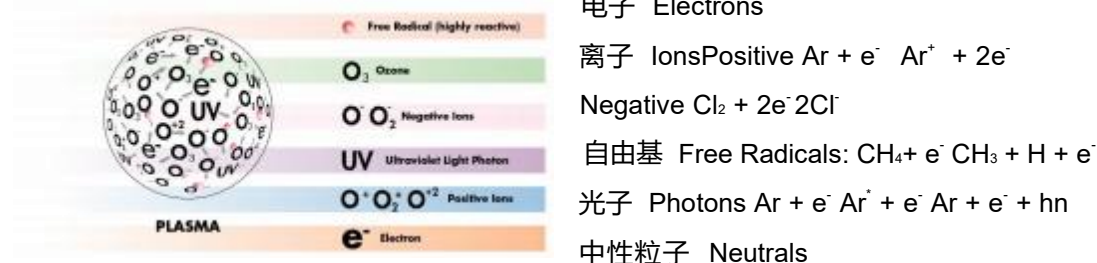 Free Radical (highly reactive)
O₃ Ozone
O⁻ O₂⁻ Negative Ions
UV Ultraviolet Light Photon
O⁺ O₂⁺ O⁺² Positive Ions
e⁻ Electron
PLASMA
电子 Electrons
离子 IonsPositive Ar + e⁻ Ar⁺ + 2e⁻
Negative Cl₂ + 2e⁻ 2Cl⁻
自由基 Free Radicals: CH₄+ e⁻ CH₃ + H + e⁻
光子 Photons Ar + e⁻ Ar* + e⁻ Ar + e⁻ + hn
中性粒子 Neutrals